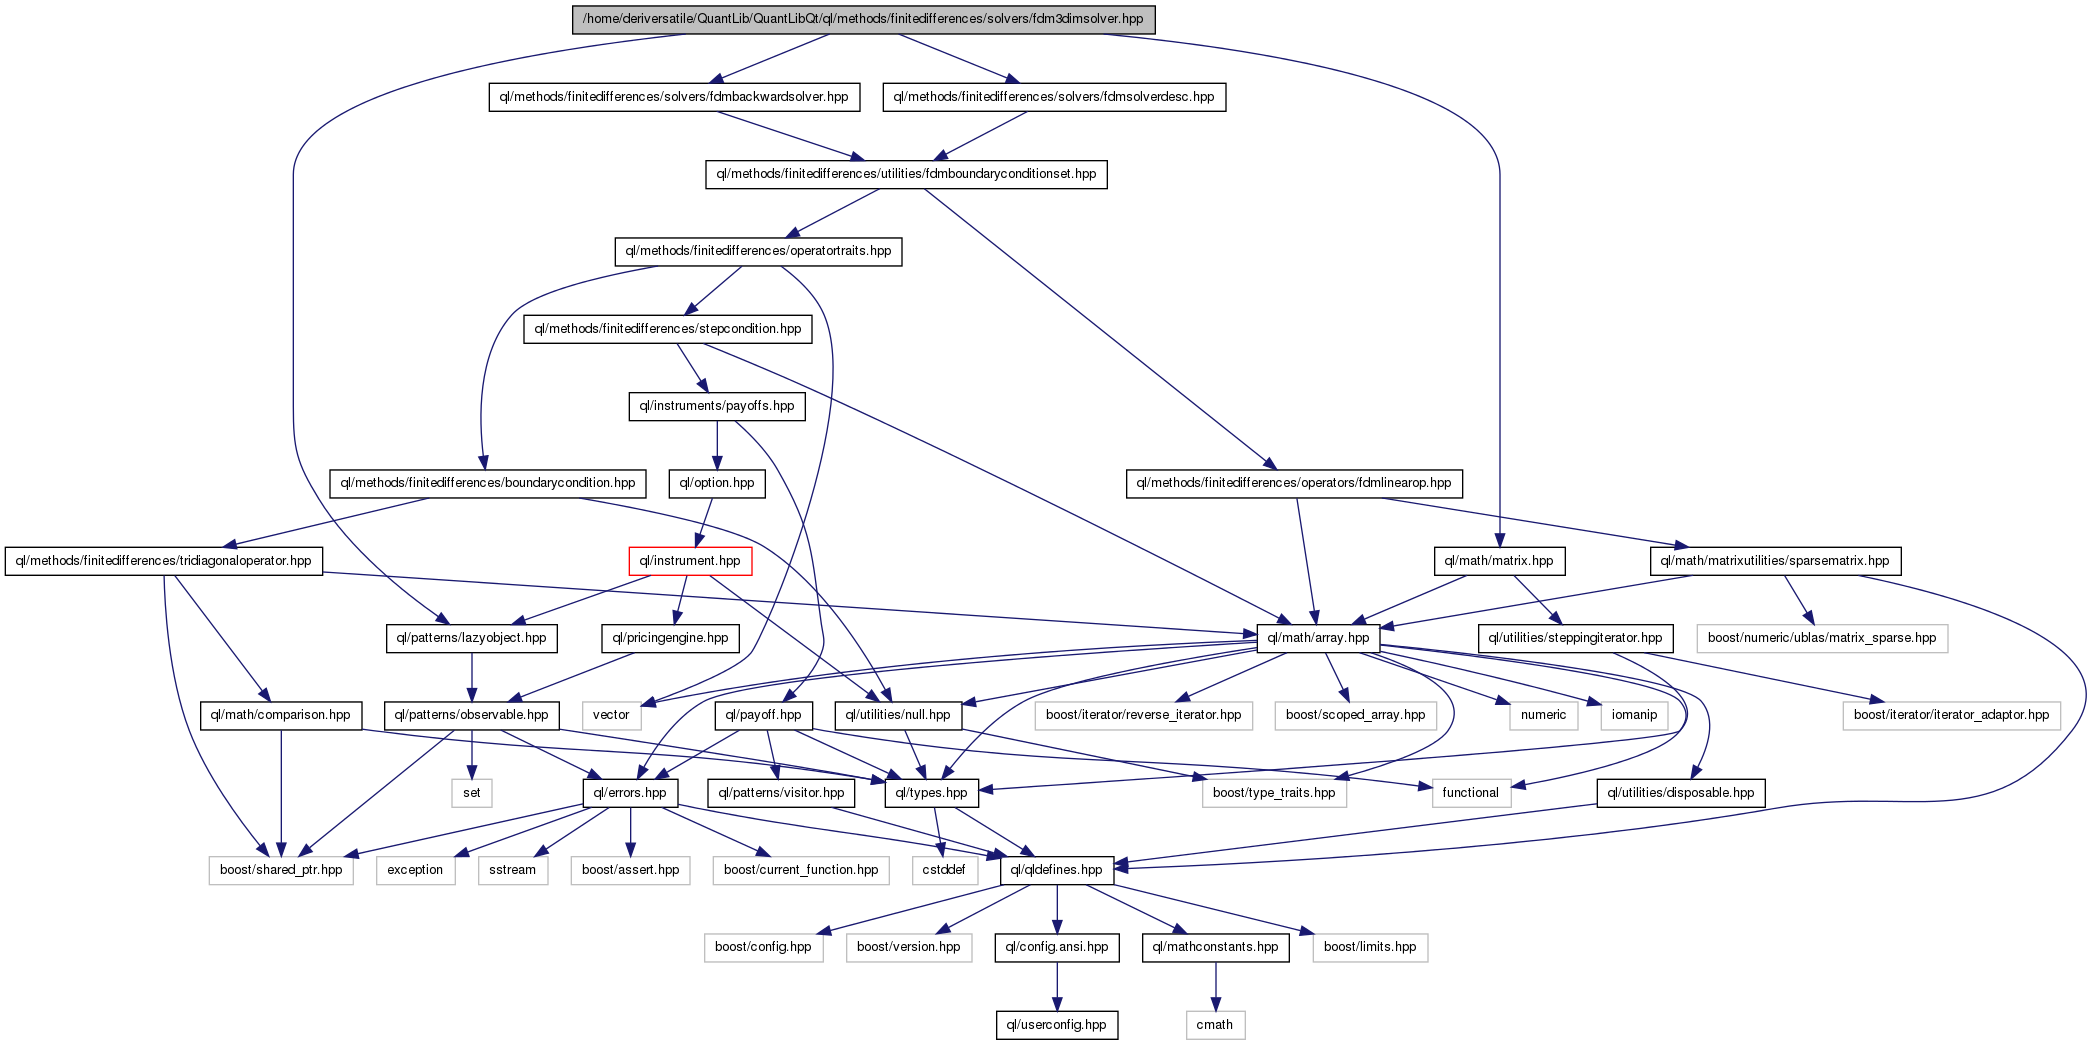 /home/deriversatile/QuantLib/QuantLibQt/ql/methods/finitedifferences/solvers/fdm3dimsolver.hpp
ql/methods/finitedifferences/solvers/fdmbackwardsolver.hpp
ql/methods/finitedifferences/solvers/fdmsolverdesc.hpp
ql/methods/finitedifferences/utilities/fdmboundaryconditionset.hpp
ql/methods/finitedifferences/operatortraits.hpp
ql/methods/finitedifferences/stepcondition.hpp
ql/instruments/payoffs.hpp
ql/methods/finitedifferences/boundarycondition.hpp
ql/option.hpp
ql/methods/finitedifferences/operators/fdmlinearop.hpp
ql/methods/finitedifferences/tridiagonaloperator.hpp
ql/instrument.hpp
ql/math/matrix.hpp
ql/math/matrixutilities/sparsematrix.hpp
ql/patterns/lazyobject.hpp
ql/pricingengine.hpp
ql/math/array.hpp
ql/utilities/steppingiterator.hpp
boost/numeric/ublas/matrix_sparse.hpp
ql/math/comparison.hpp
ql/patterns/observable.hpp
vector
ql/payoff.hpp
ql/utilities/null.hpp
boost/iterator/reverse_iterator.hpp
boost/scoped_array.hpp
numeric
iomanip
boost/iterator/iterator_adaptor.hpp
set
ql/errors.hpp
ql/patterns/visitor.hpp
ql/types.hpp
boost/type_traits.hpp
functional
ql/utilities/disposable.hpp
boost/shared_ptr.hpp
exception
sstream
boost/assert.hpp
boost/current_function.hpp
cstddef
ql/qldefines.hpp
boost/config.hpp
boost/version.hpp
ql/config.ansi.hpp
ql/mathconstants.hpp
boost/limits.hpp
ql/userconfig.hpp
cmath